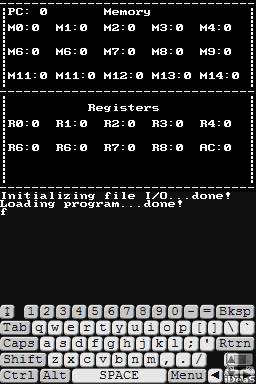 PC: 0 Memory
M0:0 M1:0 M2:0 M3:0 M4:0
M6:0 M6:0 M7:0 M8:0 M9:0
M11:0 M11:0 M12:0 M13:0 M14:0
Registers
R0:0 R1:0 R2:0 R3:0 R4:0
R6:0 R6:0 R7:0 R8:0 AC:0
Initializing file I/O...done!
Loading program...done!
f
1 2 3 4 5 6 7 8 9 0 - = Bksp
Tab q w e r t y u i o p [ ] \ `
Caps a s d f g h j k l ; ' Rtrn
Shift z x c v b n m , . /
Ctrl Alt SPACE Menu
iDeaS